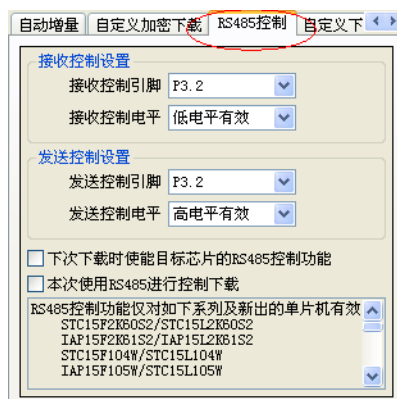 自动增量 自定义加密下载 RS485控制 自定义下
接收控制设置
接收控制引脚 P3.2
接收控制电平 低电平有效
发送控制设置
发送控制引脚 P3.2
发送控制电平 高电平有效
下次下载时使能目标芯片的RS485控制功能
本次使用RS485进行控制下载
RS485控制功能仅对如下系列及新出的单片机有效
STC15F2K60S2/STC15L2K60S2
IAP15F2K61S2/IAP15L2K61S2
STC15F104W/STC15L104W
IAP15F105W/STC15L105W